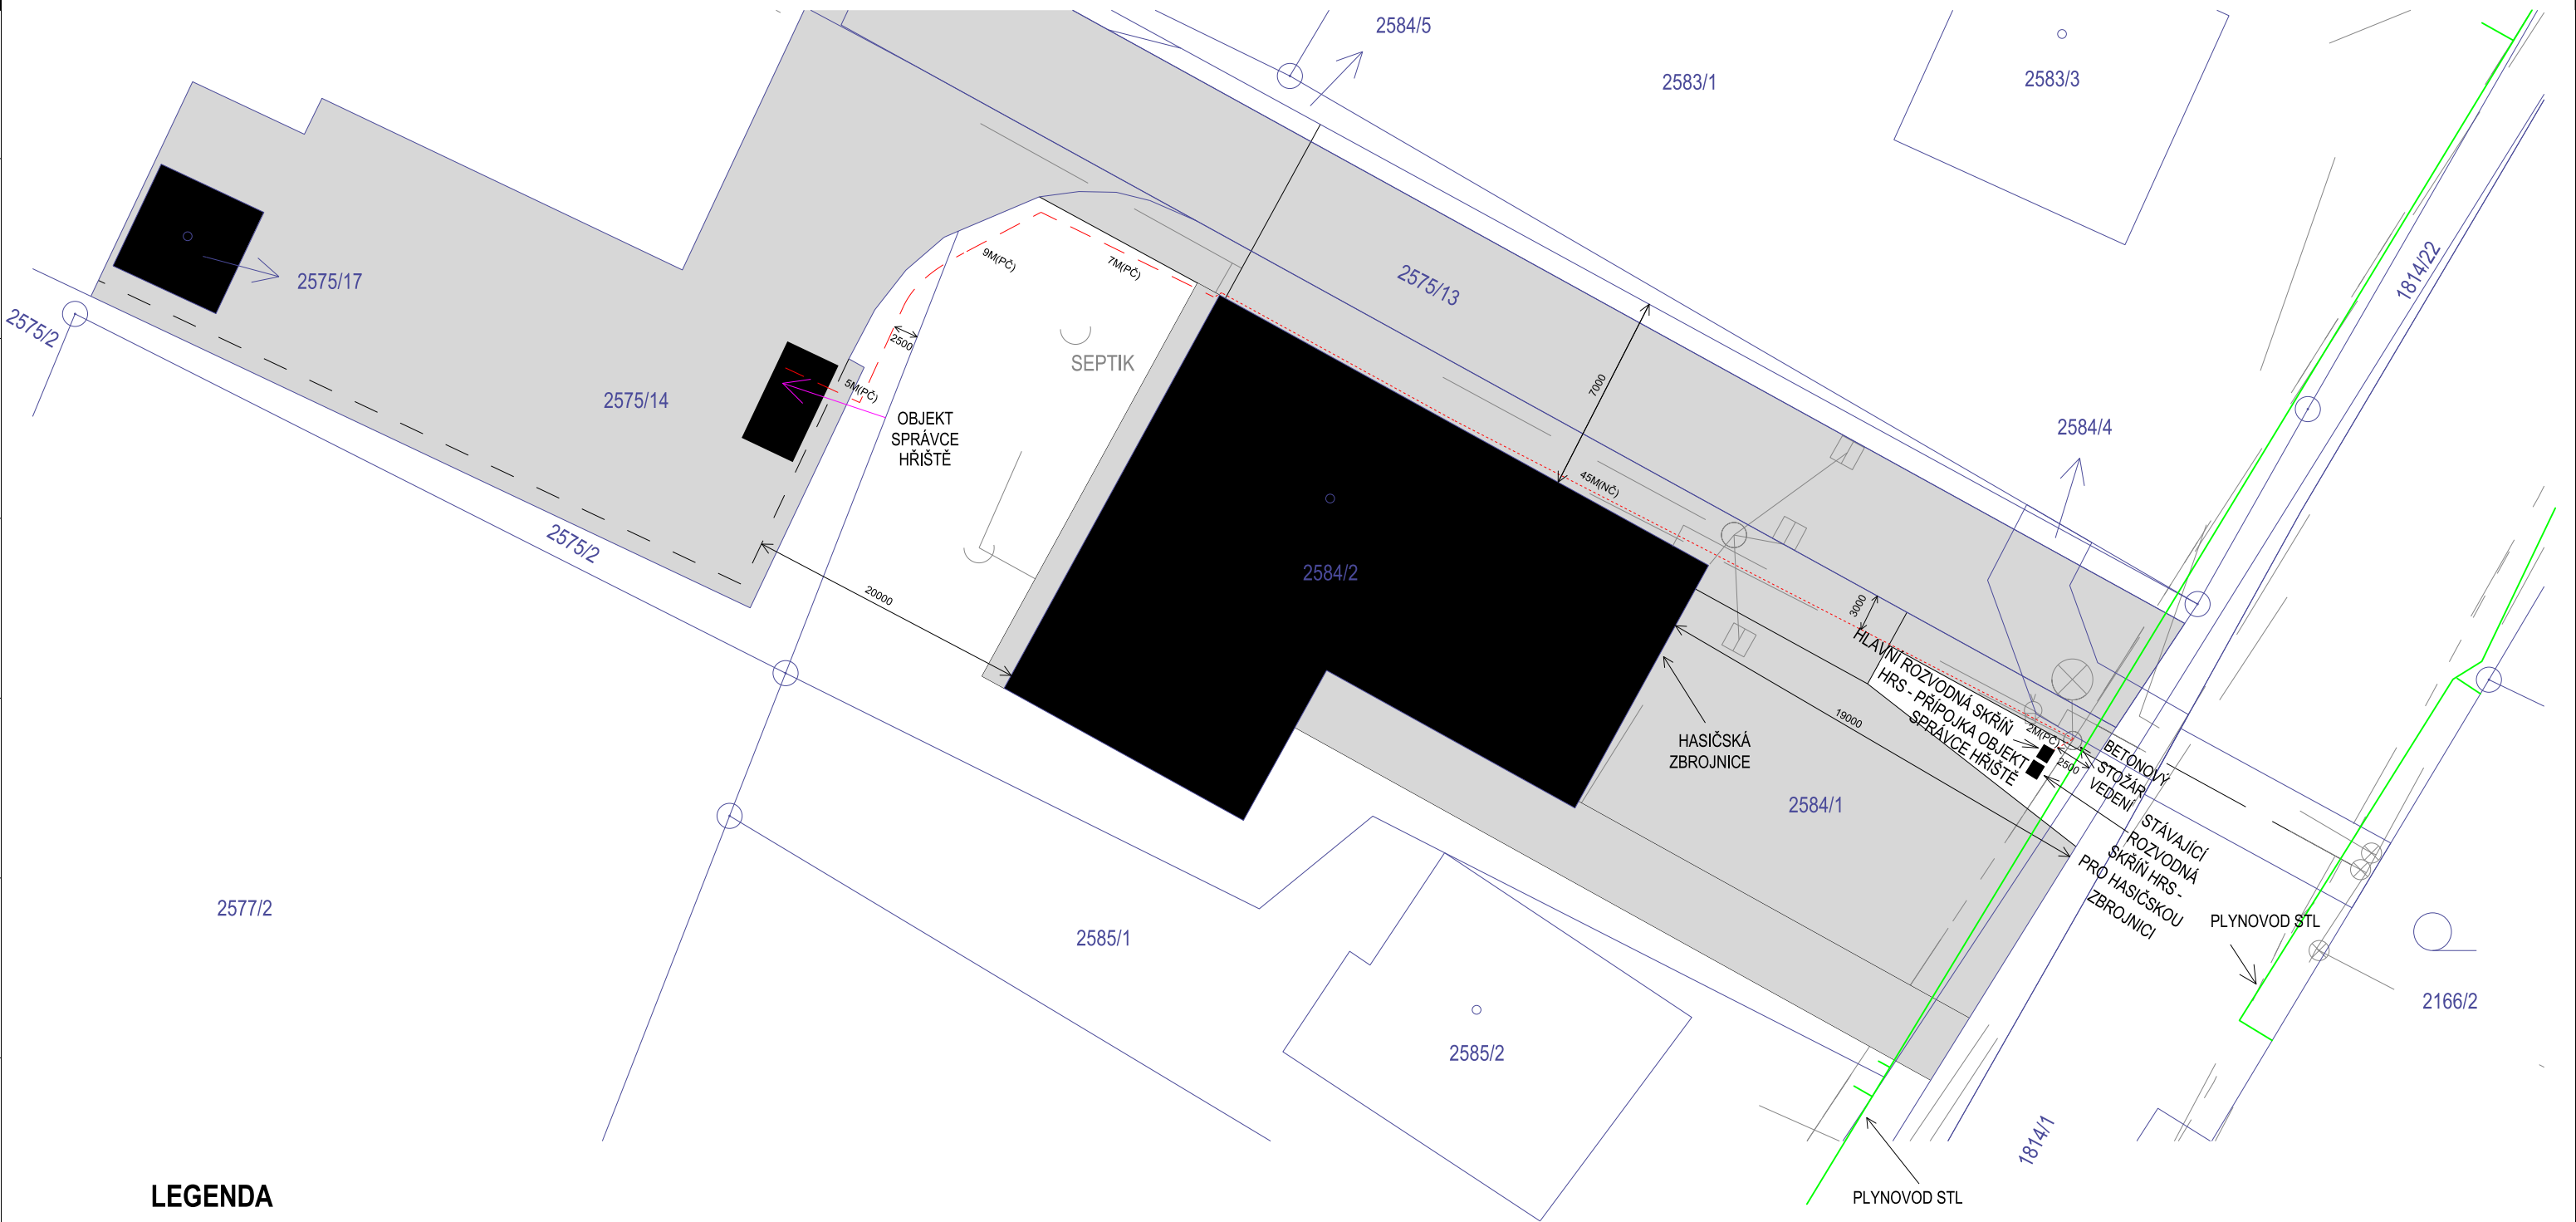 2584/5
2583/1
2583/3
1814/22
2575/17
2575/2
9M(PČ)
7M(PČ)
2575/13
2500
SEPTIK
5M(PČ)
2575/14
7000
OBJEKT
SPRÁVCE
HŘIŠTĚ
2584/4
45M(NČ)
2575/2
2584/2
20000
3000
HLAVNÍ ROZVODNÁ SKŘÍŇ
HRS - PŘÍPOJKA OBJEKT
SPRÁVCE HŘIŠTĚ
19000
2M(PČ)
2500
HASIČSKÁ
ZBROJNICE
BETONOVÝ
STOŽÁR
VEDENÍ
2584/1
STÁVAJÍCÍ
ROZVODNÁ
SKŘÍŇ HRS -
PRO HASIČSKOU
ZBROJNICI
2577/2
2585/1
PLYNOVOD STL
2166/2
2585/2
1814/1
PLYNOVOD STL
LEGENDA